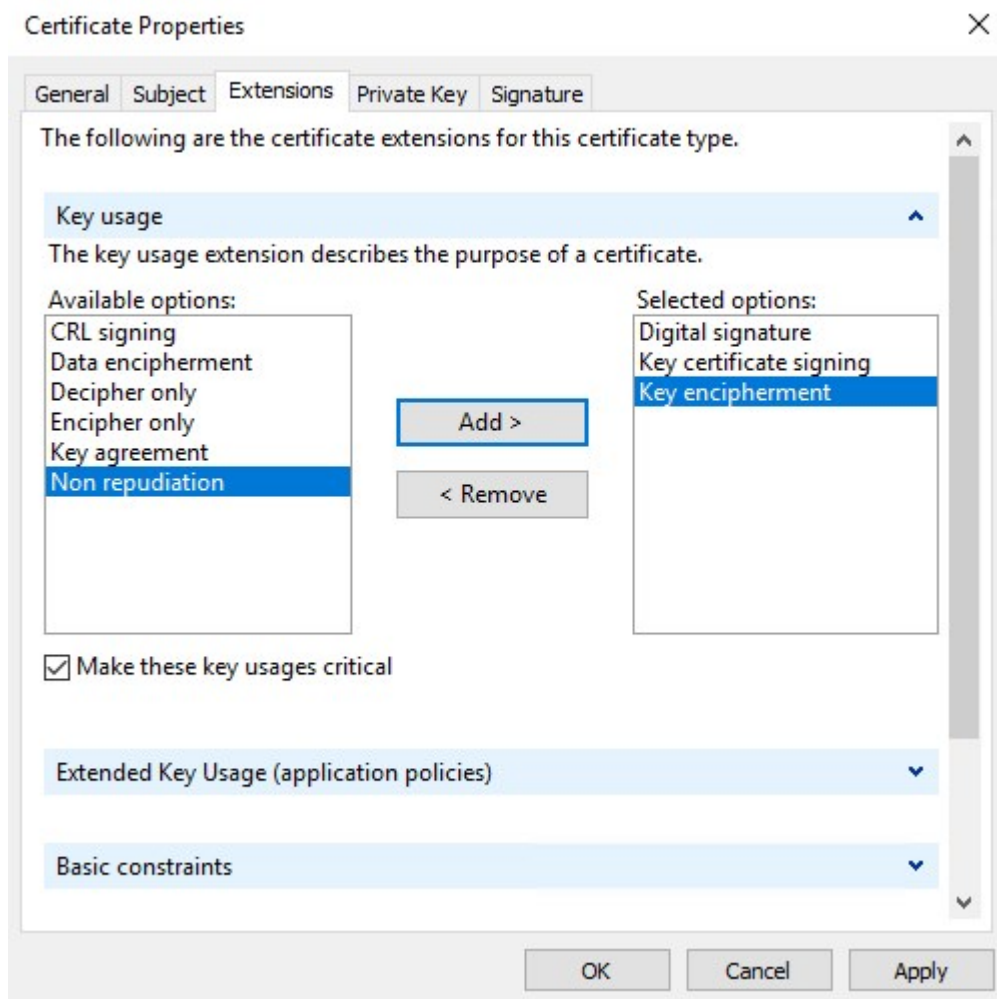 Certificate Properties
General Subject Extensions Private Key Signature
The following are the certificate extensions for this certificate type.
Key usage
The key usage extension describes the purpose of a certificate.
Available options:
CRL signing
Data encipherment
Decipher only
Encipher only
Key agreement
Non repudiation
Add >
< Remove
Selected options:
Digital signature
Key certificate signing
Key encipherment
Make these key usages critical
Extended Key Usage (application policies)
Basic constraints
OK Cancel Apply